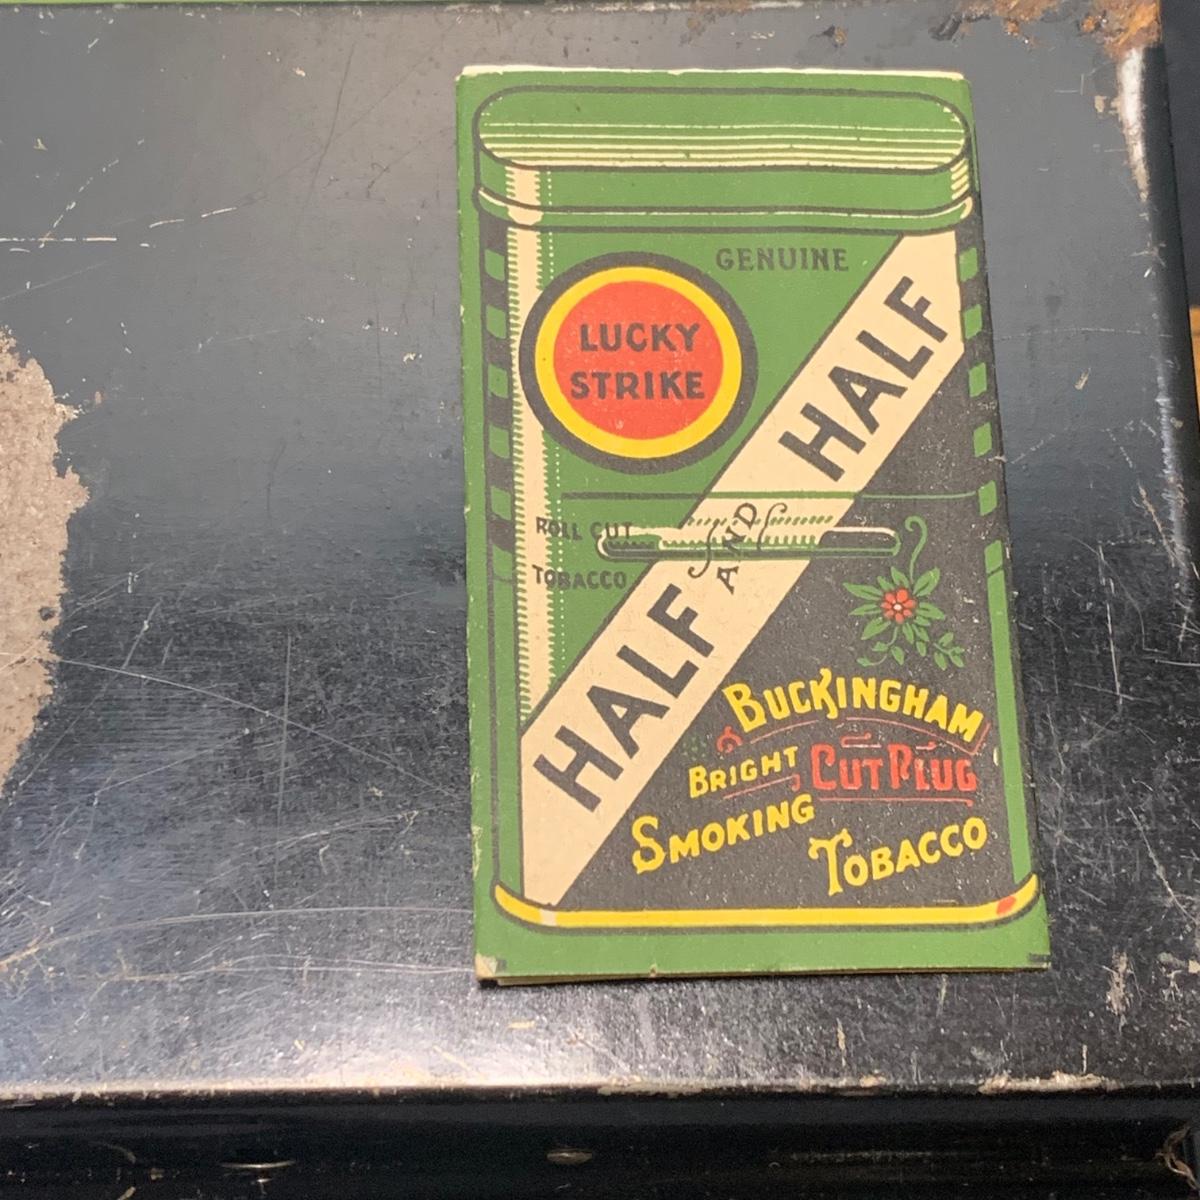 GENUINE
LUCKY
STRIKE
HALF
AND
HALF
ROLL CUT
TOBACCO
BUCKINGHAM
BRIGHT CUT PLUG
SMOKING
TOBACCO